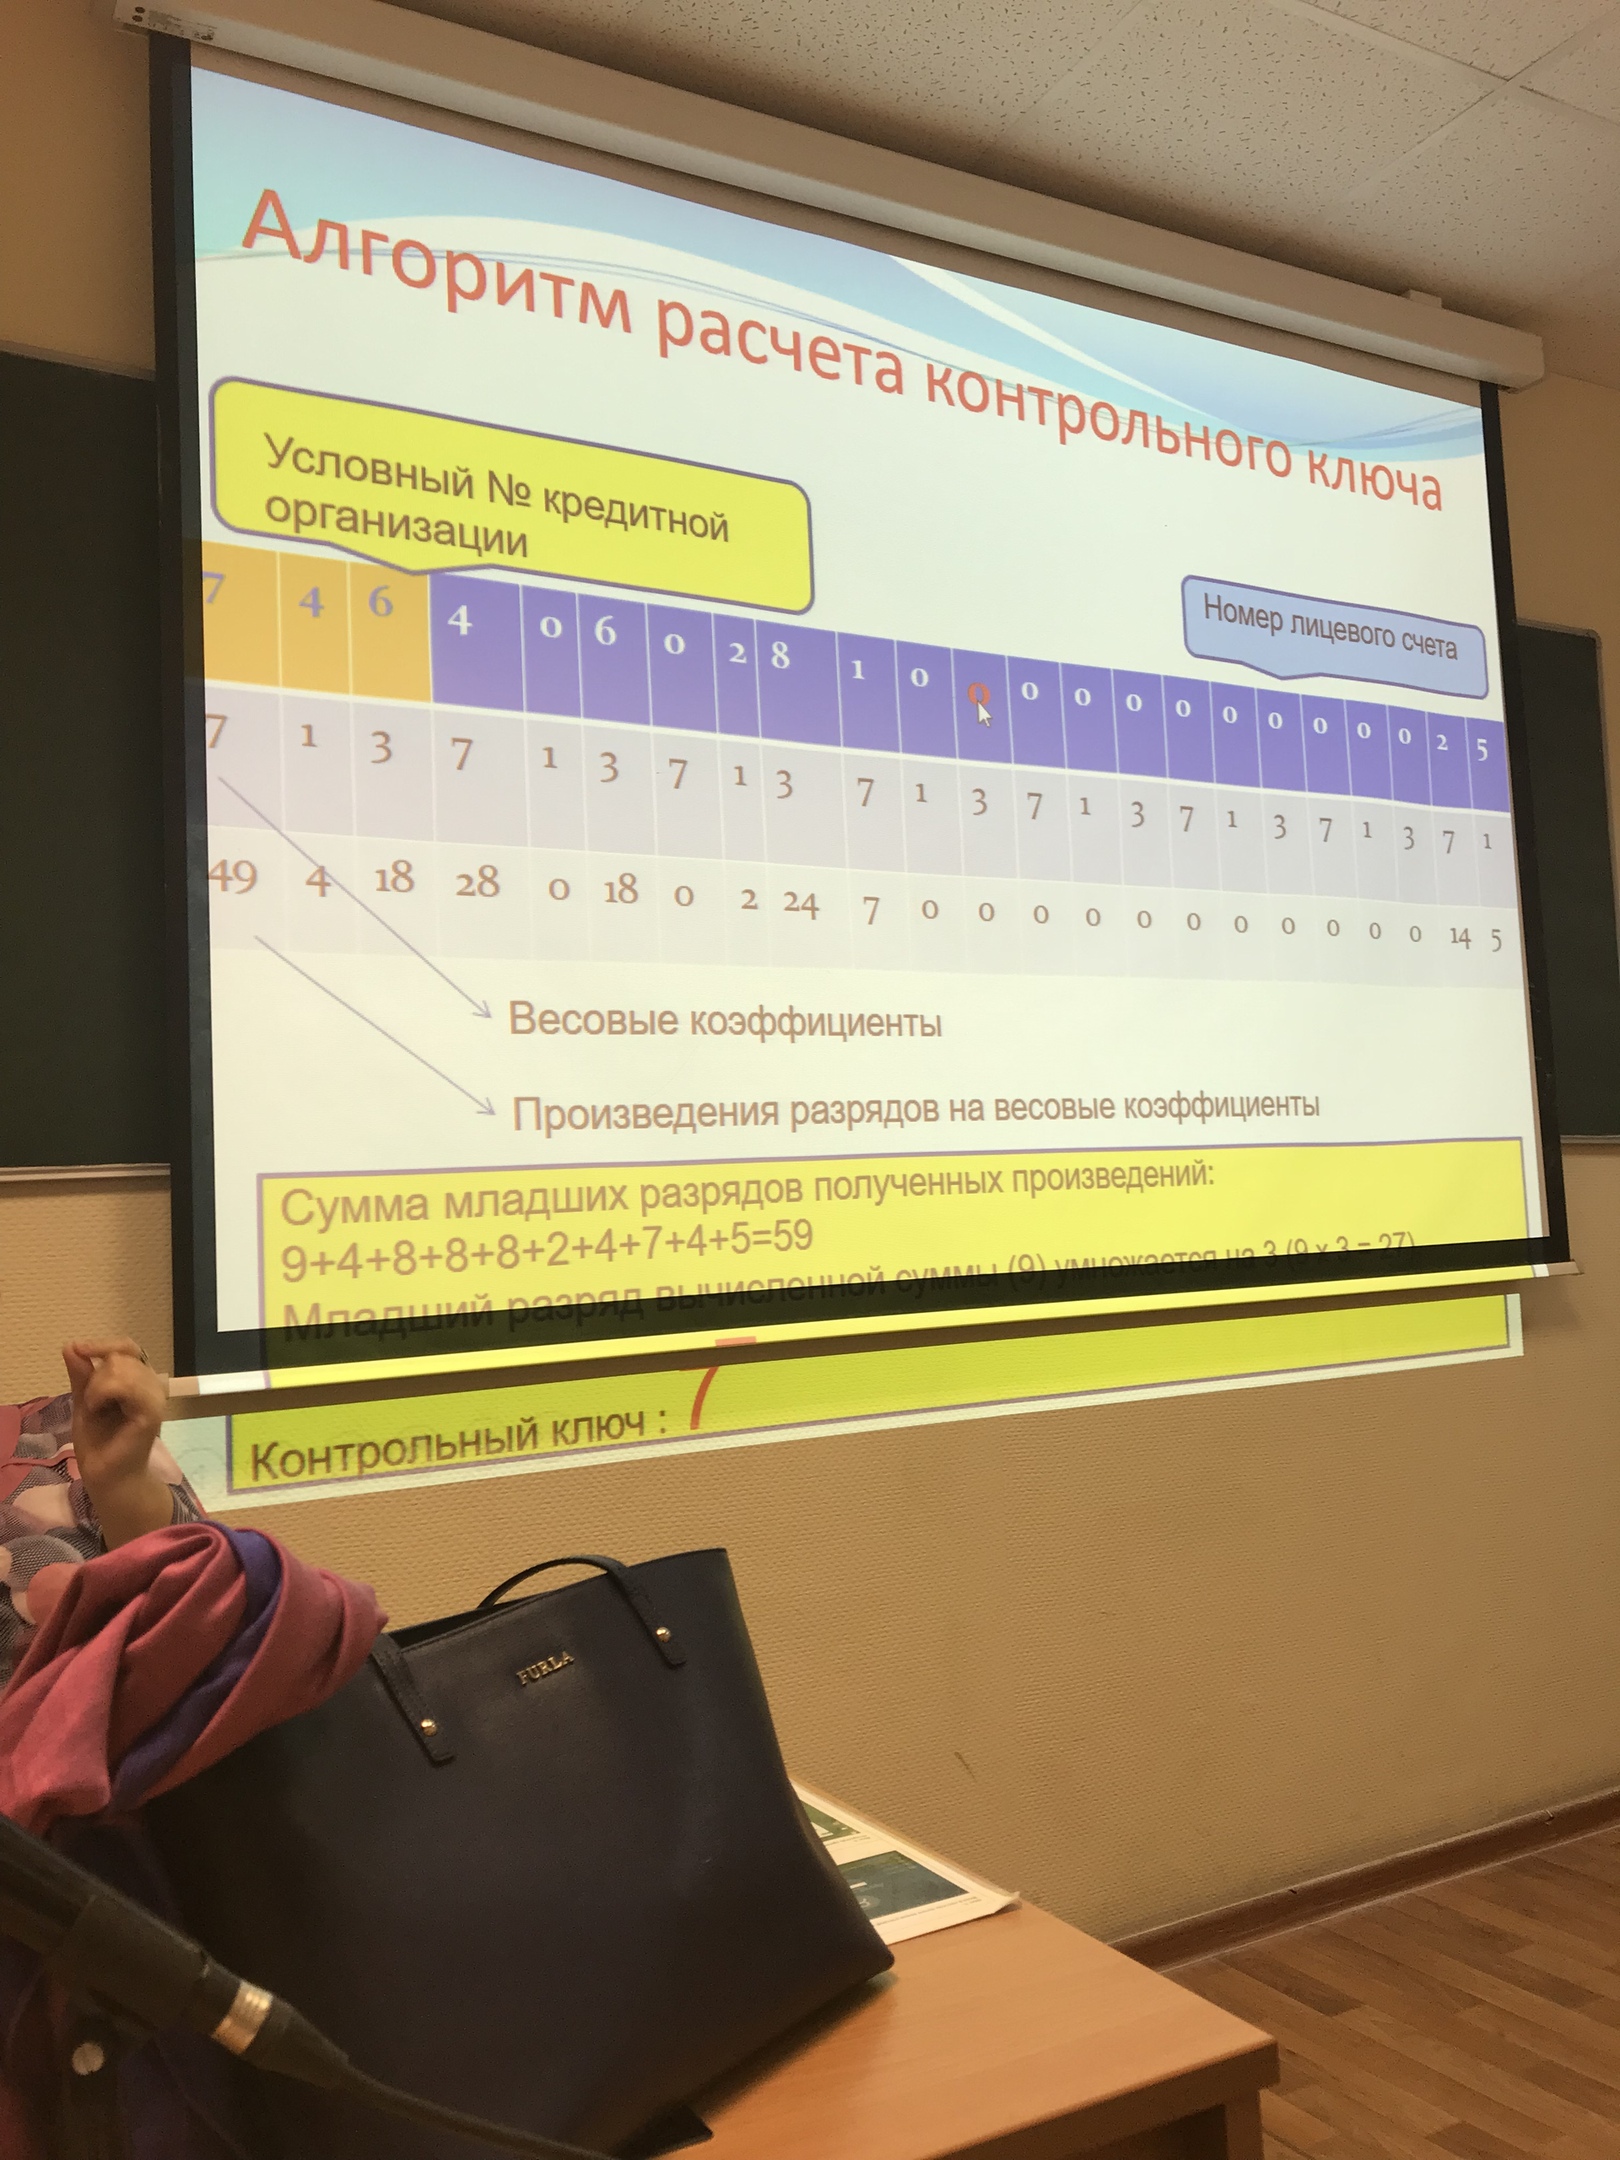 Алгоритм расчета контрольного ключа
Условный № кредитной
организации
Номер лицевого счета
7 4 6 4 0 6 0 2 8 1 0 0 0 0 0 0 0 0 0 0 0 2 5
7 1 3 7 1 3 7 1 3 7 1 3 7 1 3 7 1 3 7 1 3 7 1
49 4 18 28 0 18 0 2 24 7 0 0 0 0 0 0 0 0 0 0 0 14 5
Весовые коэффициенты
Произведения разрядов на весовые коэффициенты
Сумма младших разрядов полученных произведений:
9+4+8+8+8+2+4+7+4+5=59
Младший разряд вычисленной суммы (9) умножается на 3 (9 x 3 = 27)
Контрольный ключ : 7
FURLA